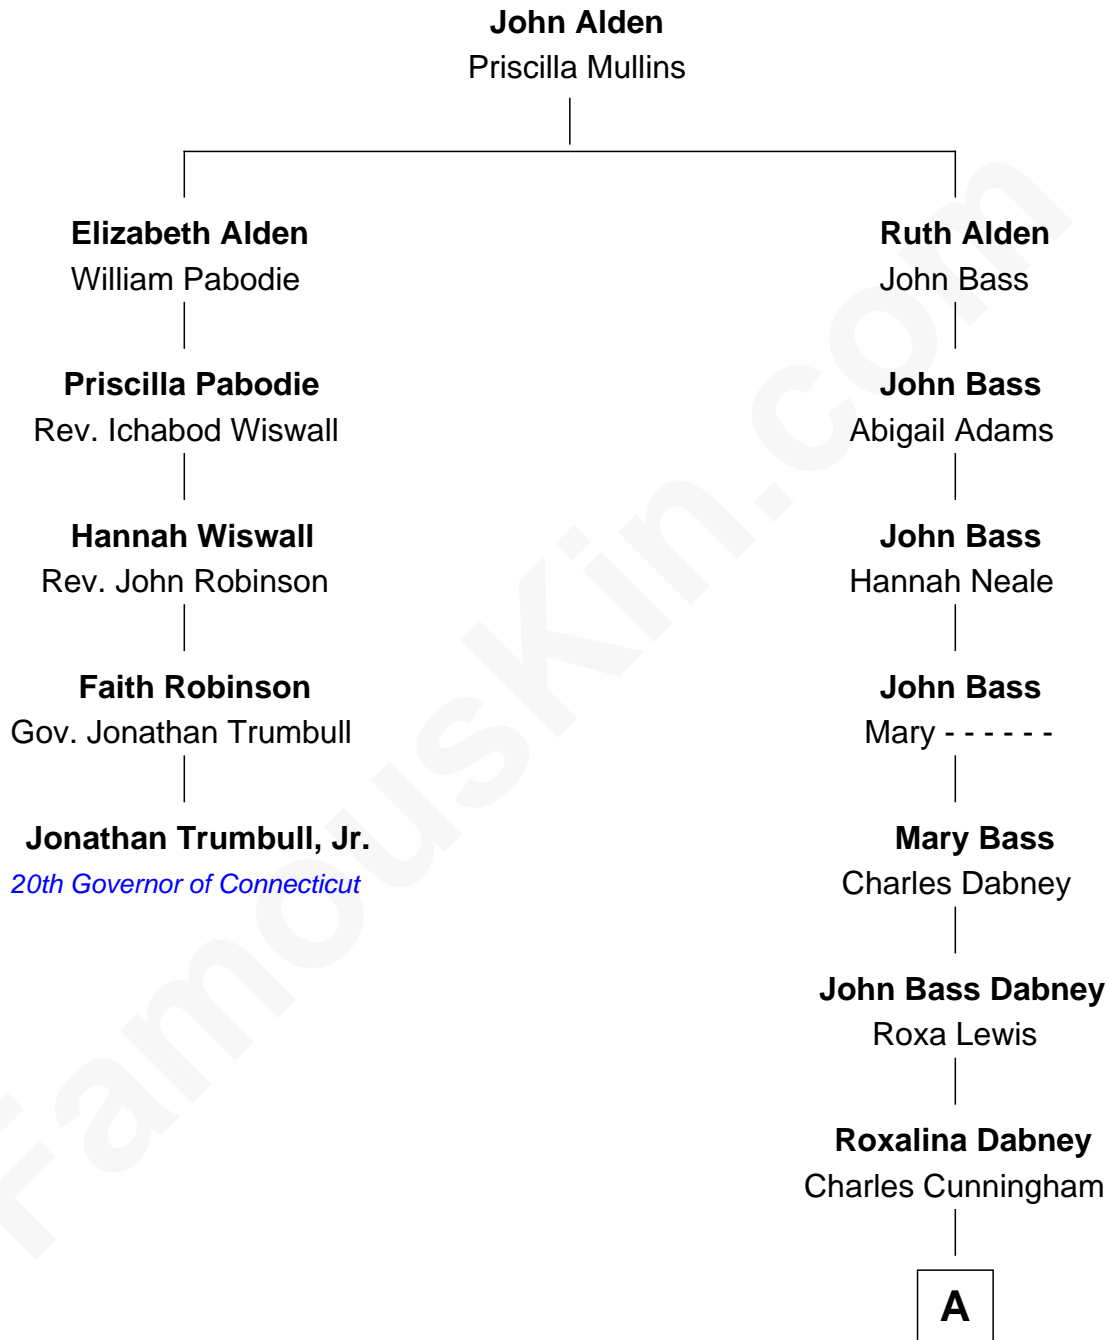 John Alden
Priscilla Mullins
Elizabeth Alden
William Pabodie
Priscilla Pabodie
Rev. Ichabod Wiswall
Hannah Wiswall
Rev. John Robinson
Faith Robinson
Gov. Jonathan Trumbull
Jonathan Trumbull, Jr.
20th Governor of Connecticut
Ruth Alden
John Bass
John Bass
Abigail Adams
John Bass
Hannah Neale
John Bass
Mary - - - - - -
Mary Bass
Charles Dabney
John Bass Dabney
Roxa Lewis
Roxalina Dabney
Charles Cunningham
A
FamousKin.com